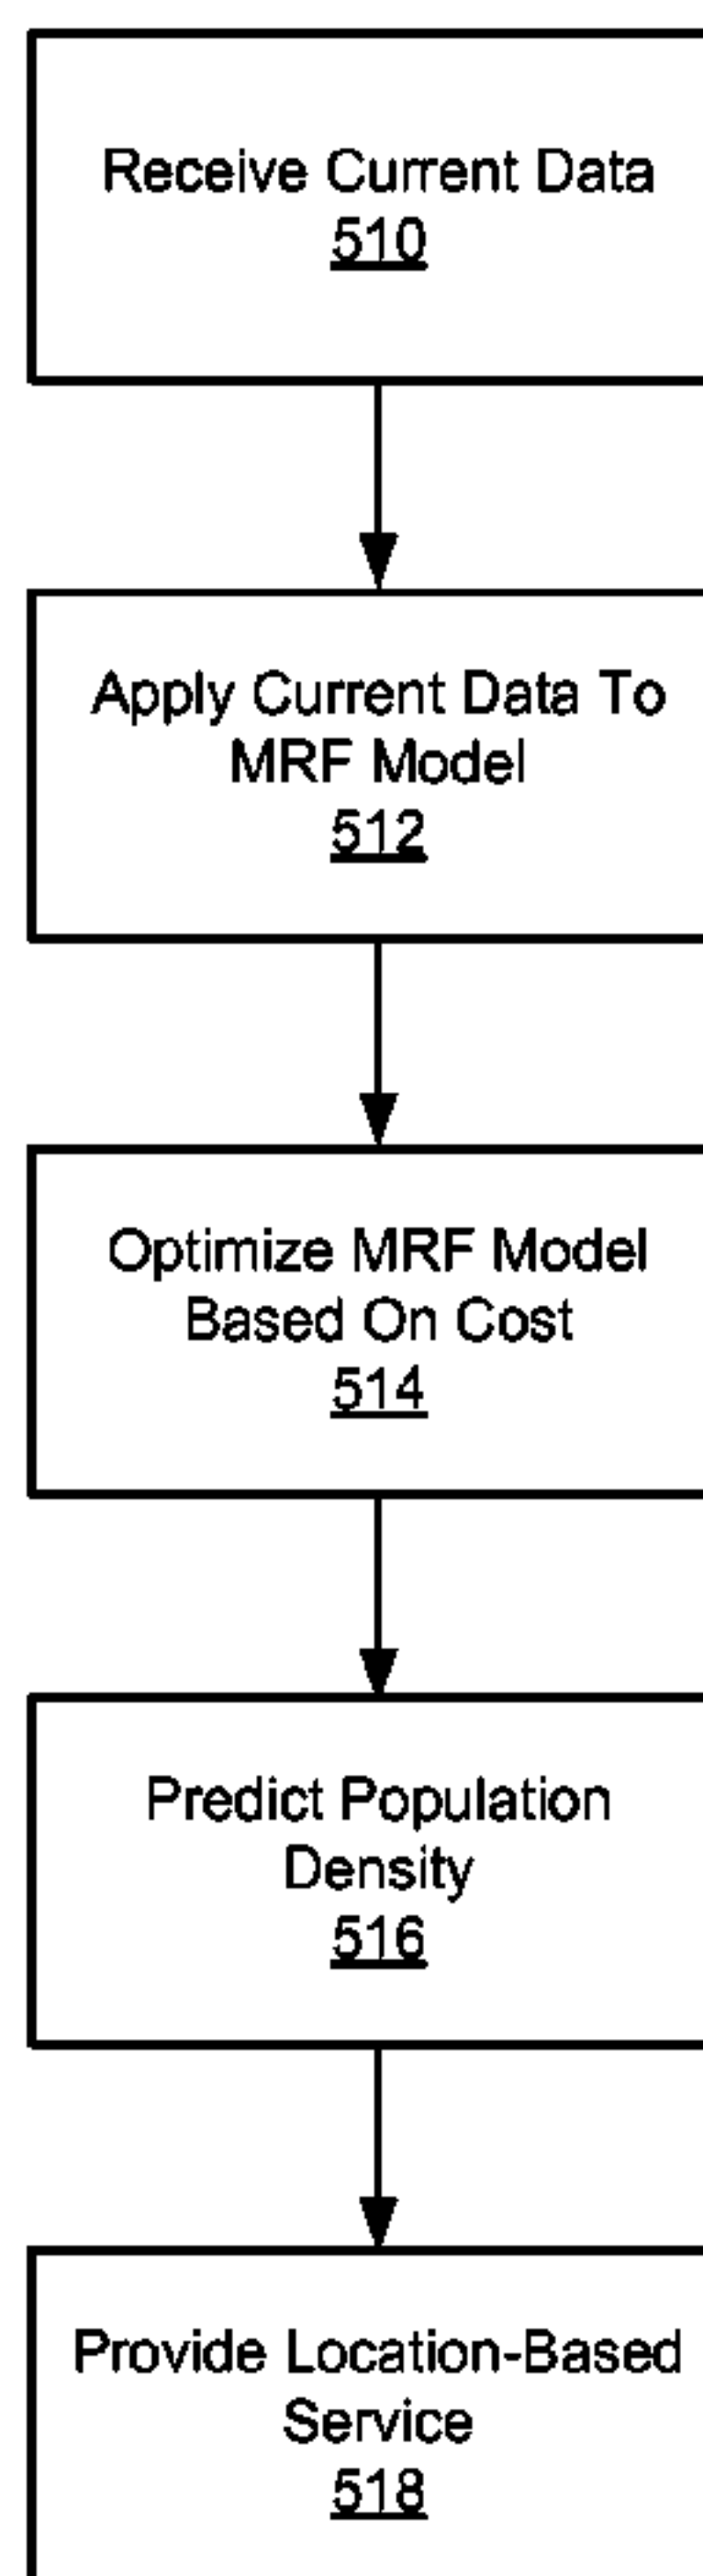 Receive Current Data
510
Apply Current Data To
MRF Model
512
Optimize MRF Model
Based On Cost
514
Predict Population
Density
516
Provide Location-Based
Service
518